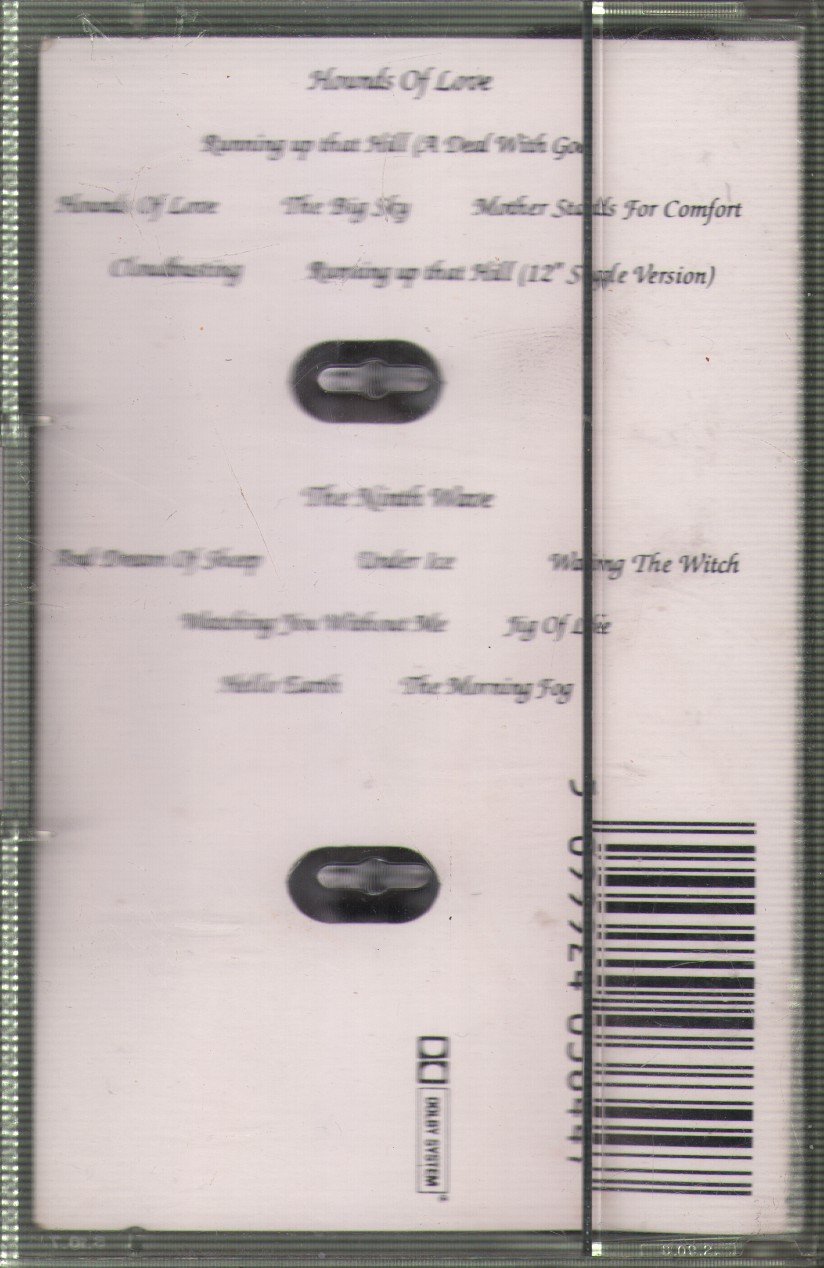 Hounds Of Love
Running up that Hill (A Deal With Go
Hounds Of Love The Big Sky Mother Stands For Comfort
Cloudbusting Running up that Hill (12" Single Version)
The Ninth Wave
And Dream Of Sheep Under Ice Waking The Witch
Watching You Without Me Jig Of Life
Hello Earth The Morning Fog
DOLBY SYSTEM